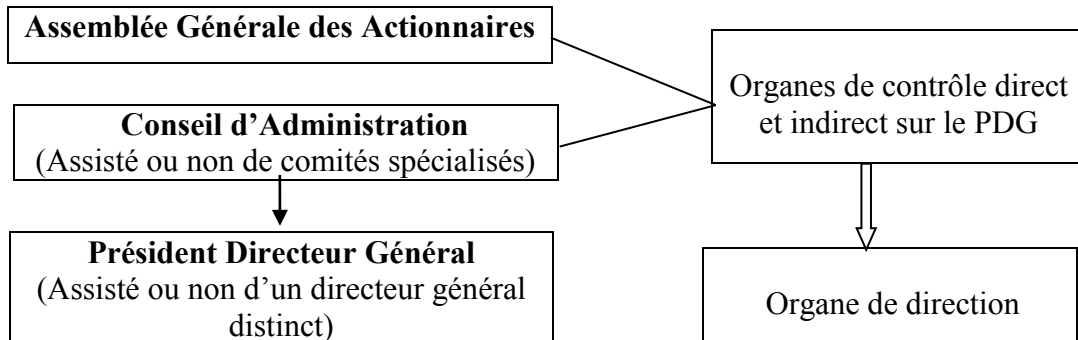 Assemblée Générale des Actionnaires
Conseil d’Administration
(Assisté ou non de comités spécialisés)
Président Directeur Général
(Assisté ou non d’un directeur général
distinct)
Organes de contrôle direct
et indirect sur le PDG
Organe de direction